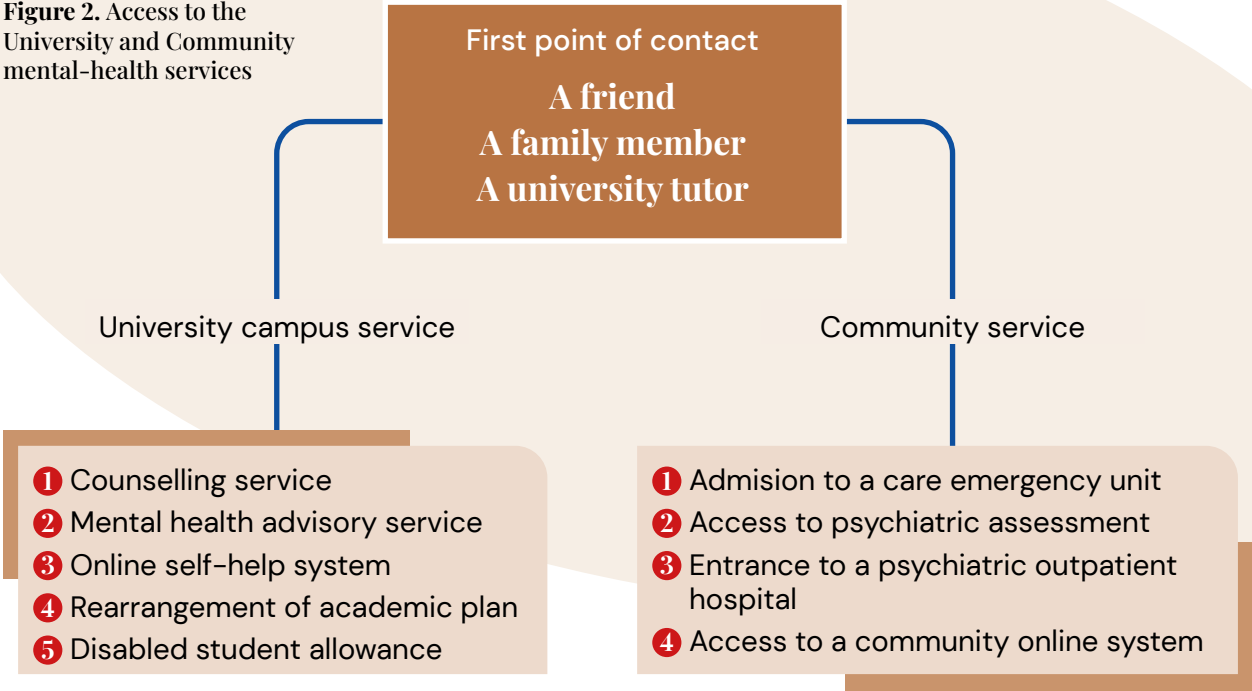 Figure 2. Access to the
University and Community
mental-health services
First point of contact
A friend
A family member
A university tutor
University campus service
Community service
1 Counselling service
2 Mental health advisory service
3 Online self-help system
4 Rearrangement of academic plan
5 Disabled student allowance
1 Admision to a care emergency unit
2 Access to psychiatric assessment
3 Entrance to a psychiatric outpatient
hospital
4 Access to a community online system